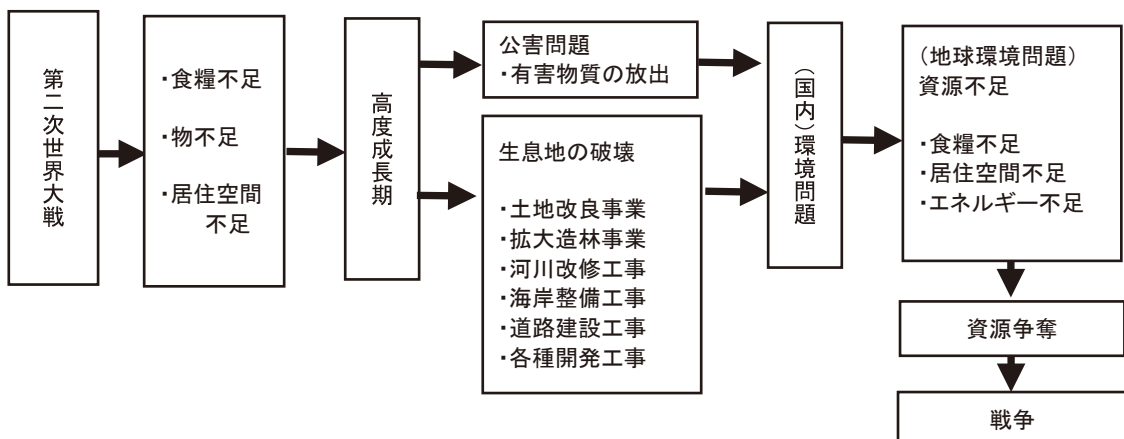 第二次世界大戦
・食糧不足
・物不足
・居住空間
不足
高度成長期
公害問題
・有害物質の放出
生息地の破壊
・土地改良事業
・拡大造林事業
・河川改修工事
・海岸整備工事
・道路建設工事
・各種開発工事
（国内）環境問題
（地球環境問題）
資源不足
・食糧不足
・居住空間不足
・エネルギー不足
資源争奪
戦争